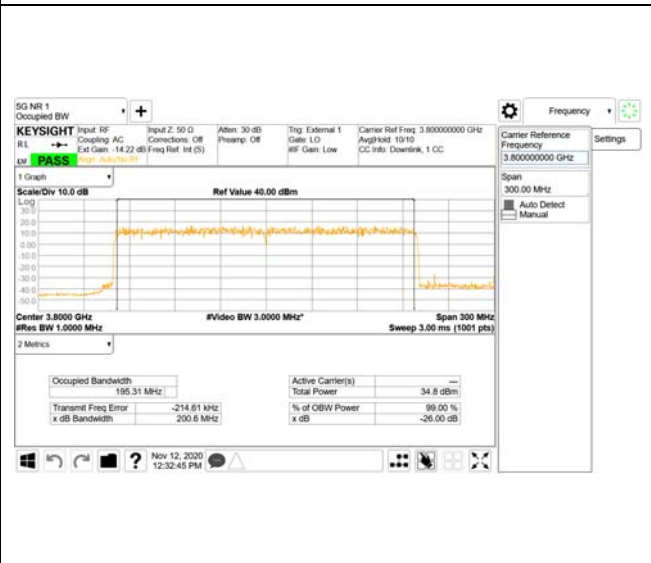 5G NR 1
Occupied BW
Frequency
KEYSIGHT
Input: RF
Coupling: AC
Ext Gain: -14.22 dB
Align: Auto/No RF
Input Z: 50 Ω
Corrections: Off
Freq Ref: Int (S)
Atten: 30 dB
Preamp: Off
Trig: External 1
Gate: LO
#IF Gain: Low
Carrier Ref Freq: 3.800000000 GHz
Avg|Hold: 10/10
CC Info: Downlink, 1 CC
RL
PASS
Carrier Reference
Frequency
3.800000000 GHz
Settings
Span
300.00 MHz
Auto Detect
Manual
1 Graph
Scale/Div 10.0 dB
Ref Value 40.00 dBm
Log
30.0
20.0
10.0
0.00
-10.0
-20.0
-30.0
-40.0
-50.0
Center 3.8000 GHz
#Video BW 3.0000 MHz*
Span 300 MHz
#Res BW 1.0000 MHz
Sweep 3.00 ms (1001 pts)
2 Metrics
Occupied Bandwidth
195.31 MHz
Active Carrier(s)
---
Total Power
34.8 dBm
Transmit Freq Error
-214.61 kHz
% of OBW Power
99.00 %
x dB Bandwidth
200.6 MHz
x dB
-26.00 dB
?
Nov 12, 2020
12:32:45 PM